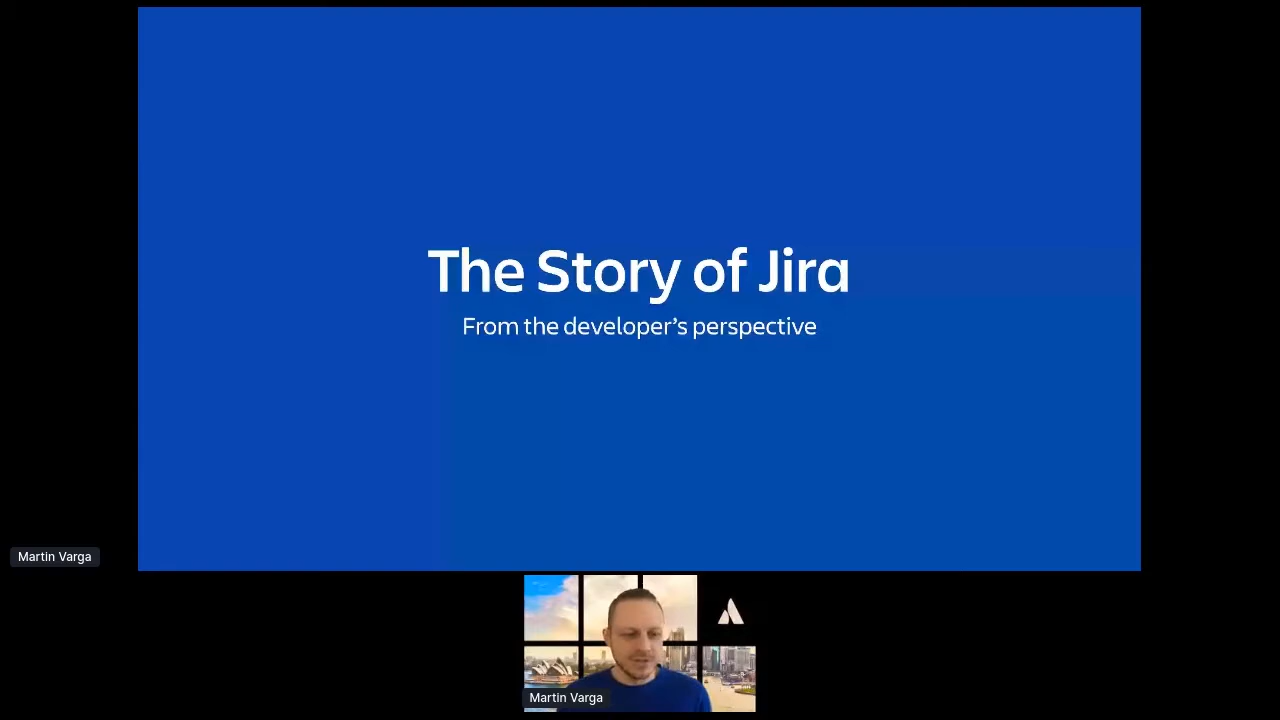 The Story of Jira
From the developer's perspective
Martin Varga
Martin Varga